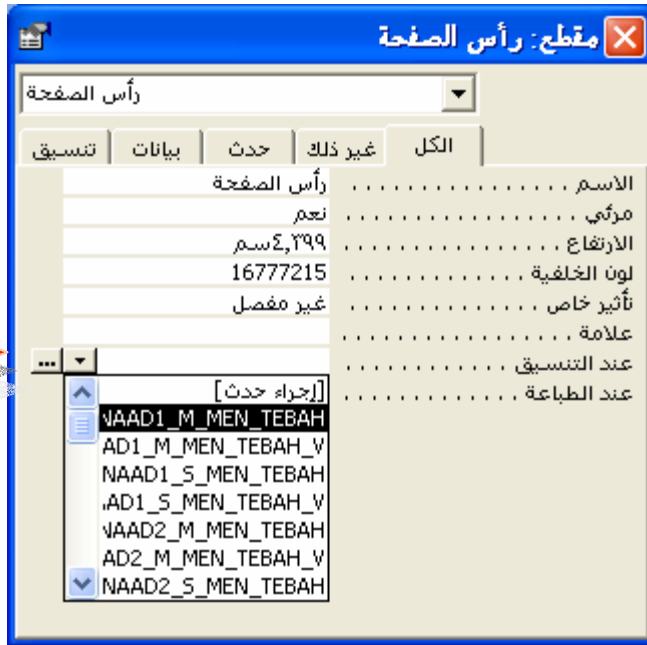 مقطع: رأس الصفحة
رأس الصفحة
الكل غير ذلك حدث بيانات تنسيق
الاسم . . . . . . . . . . . . . . . . رأس الصفحة
مرئي . . . . . . . . . . . . . . . . . نعم
الارتفاع . . . . . . . . . . . . . . . ٤,٣٩٩سم
لون الخلفية . . . . . . . . . . . . . 16777215
تأثير خاص . . . . . . . . . . . . . . غير مفصل
علامة . . . . . . . . . . . . . . . . .
عند التنسيق . . . . . . . . . . . . . ...
عند الطباعة . . . . . . . . . . . . .
[إجراء حدث]
NAAD1_M_MEN_TEBAH
AD1_M_MEN_TEBAH_V
NAAD1_S_MEN_TEBAH
AD1_S_MEN_TEBAH_V
NAAD2_M_MEN_TEBAH
AD2_M_MEN_TEBAH_V
NAAD2_S_MEN_TEBAH